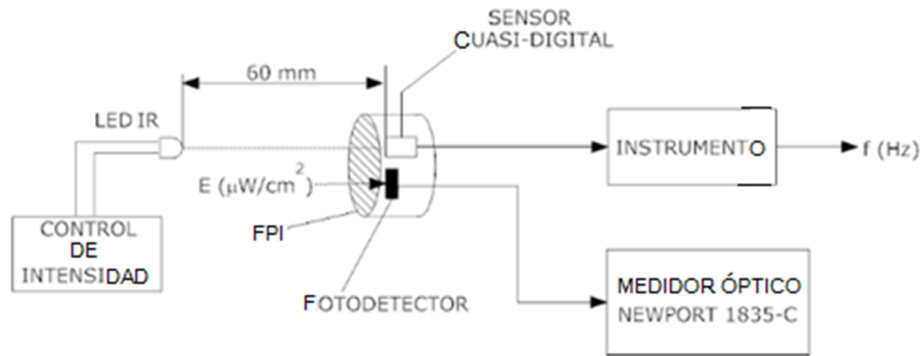 SENSOR
CUASI-DIGITAL
60 mm
LED IR
INSTRUMENTO
f (Hz)
E (μW/cm²)
CONTROL
DE
INTENSIDAD
FPI
FOTODETECTOR
MEDIDOR ÓPTICO
NEWPORT 1835-C